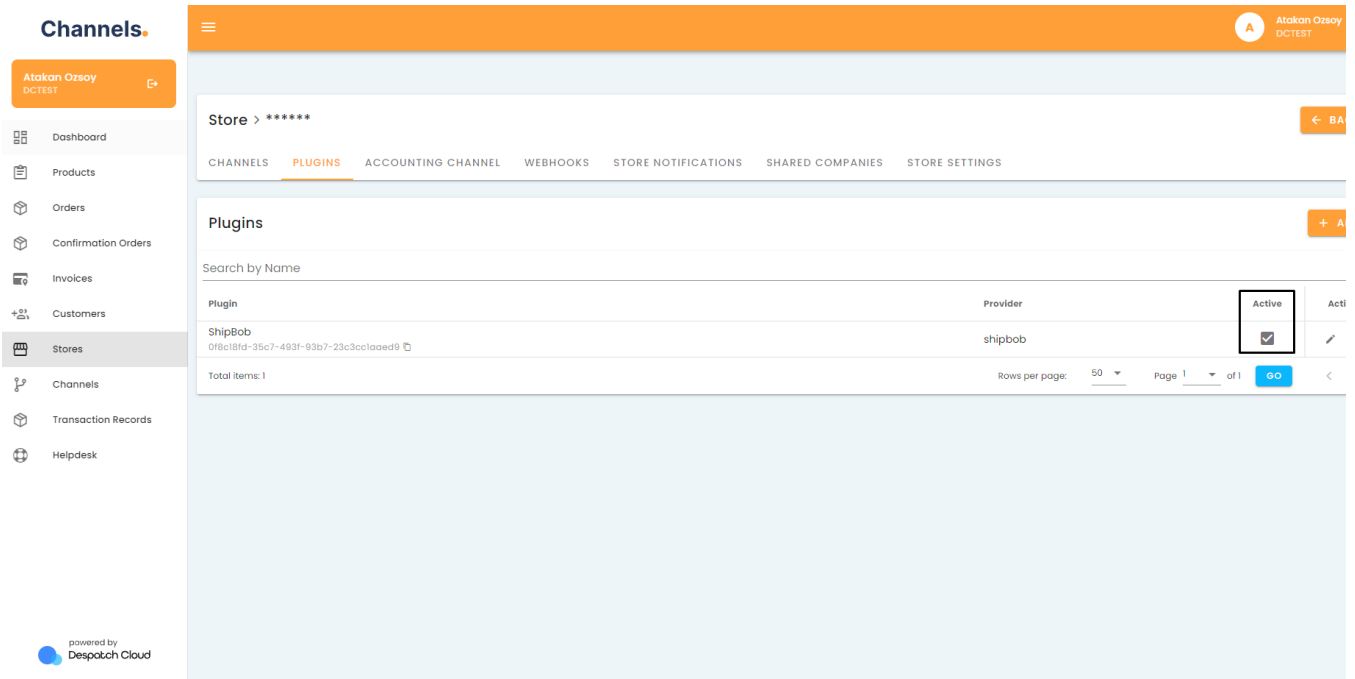 Channels.
A
Atakan Ozsoy
DCTEST
Atakan Ozsoy
DCTEST
Dashboard
Products
Orders
Confirmation Orders
Invoices
Customers
Stores
Channels
Transaction Records
Helpdesk
powered by
Despatch Cloud
Store > ******
BA
CHANNELS PLUGINS ACCOUNTING CHANNEL WEBHOOKS STORE NOTIFICATIONS SHARED COMPANIES STORE SETTINGS
Plugins
+ A
Search by Name
Plugin Provider Active Acti
ShipBob
0f8c18fd-35c7-493f-93b7-23c3cc1aaed9
shipbob
Total items: 1 Rows per page: 50 Page 1 of 1 GO